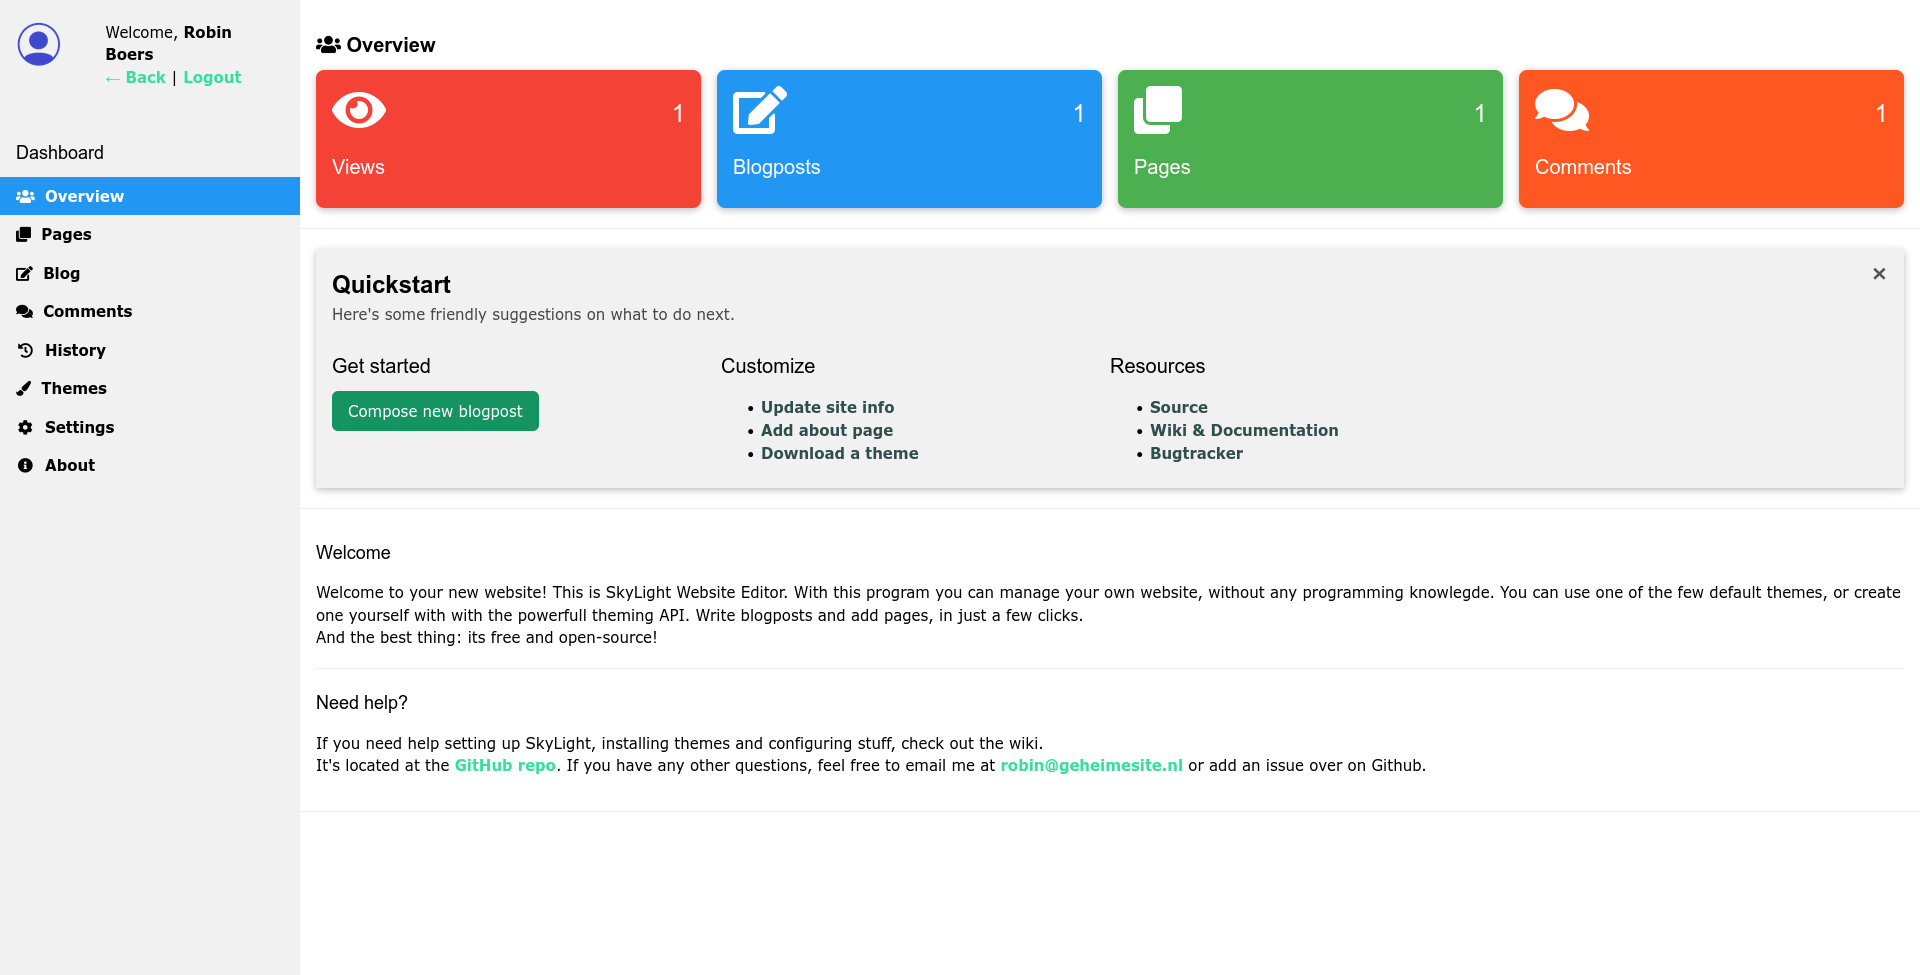 Welcome, Robin
Boers
← Back | Logout
Dashboard
Overview
Pages
Blog
Comments
History
Themes
Settings
About
Overview
1
Views
1
Blogposts
1
Pages
1
Comments
Quickstart
×
Here's some friendly suggestions on what to do next.
Get started
Compose new blogpost
Customize
• Update site info
• Add about page
• Download a theme
Resources
• Source
• Wiki & Documentation
• Bugtracker
Welcome
Welcome to your new website! This is SkyLight Website Editor. With this program you can manage your own website, without any programming knowlegde. You can use one of the few default themes, or create
one yourself with with the powerfull theming API. Write blogposts and add pages, in just a few clicks.
And the best thing: its free and open-source!
Need help?
If you need help setting up SkyLight, installing themes and configuring stuff, check out the wiki.
It's located at the GitHub repo. If you have any other questions, feel free to email me at robin@geheimesite.nl or add an issue over on Github.